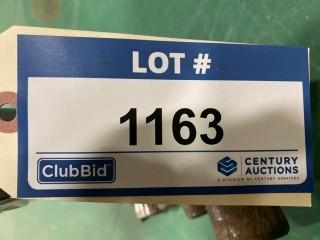 LOT #
1163
ClubBid
CENTURY
AUCTIONS
A DIVISION OF CENTURY SERVICES